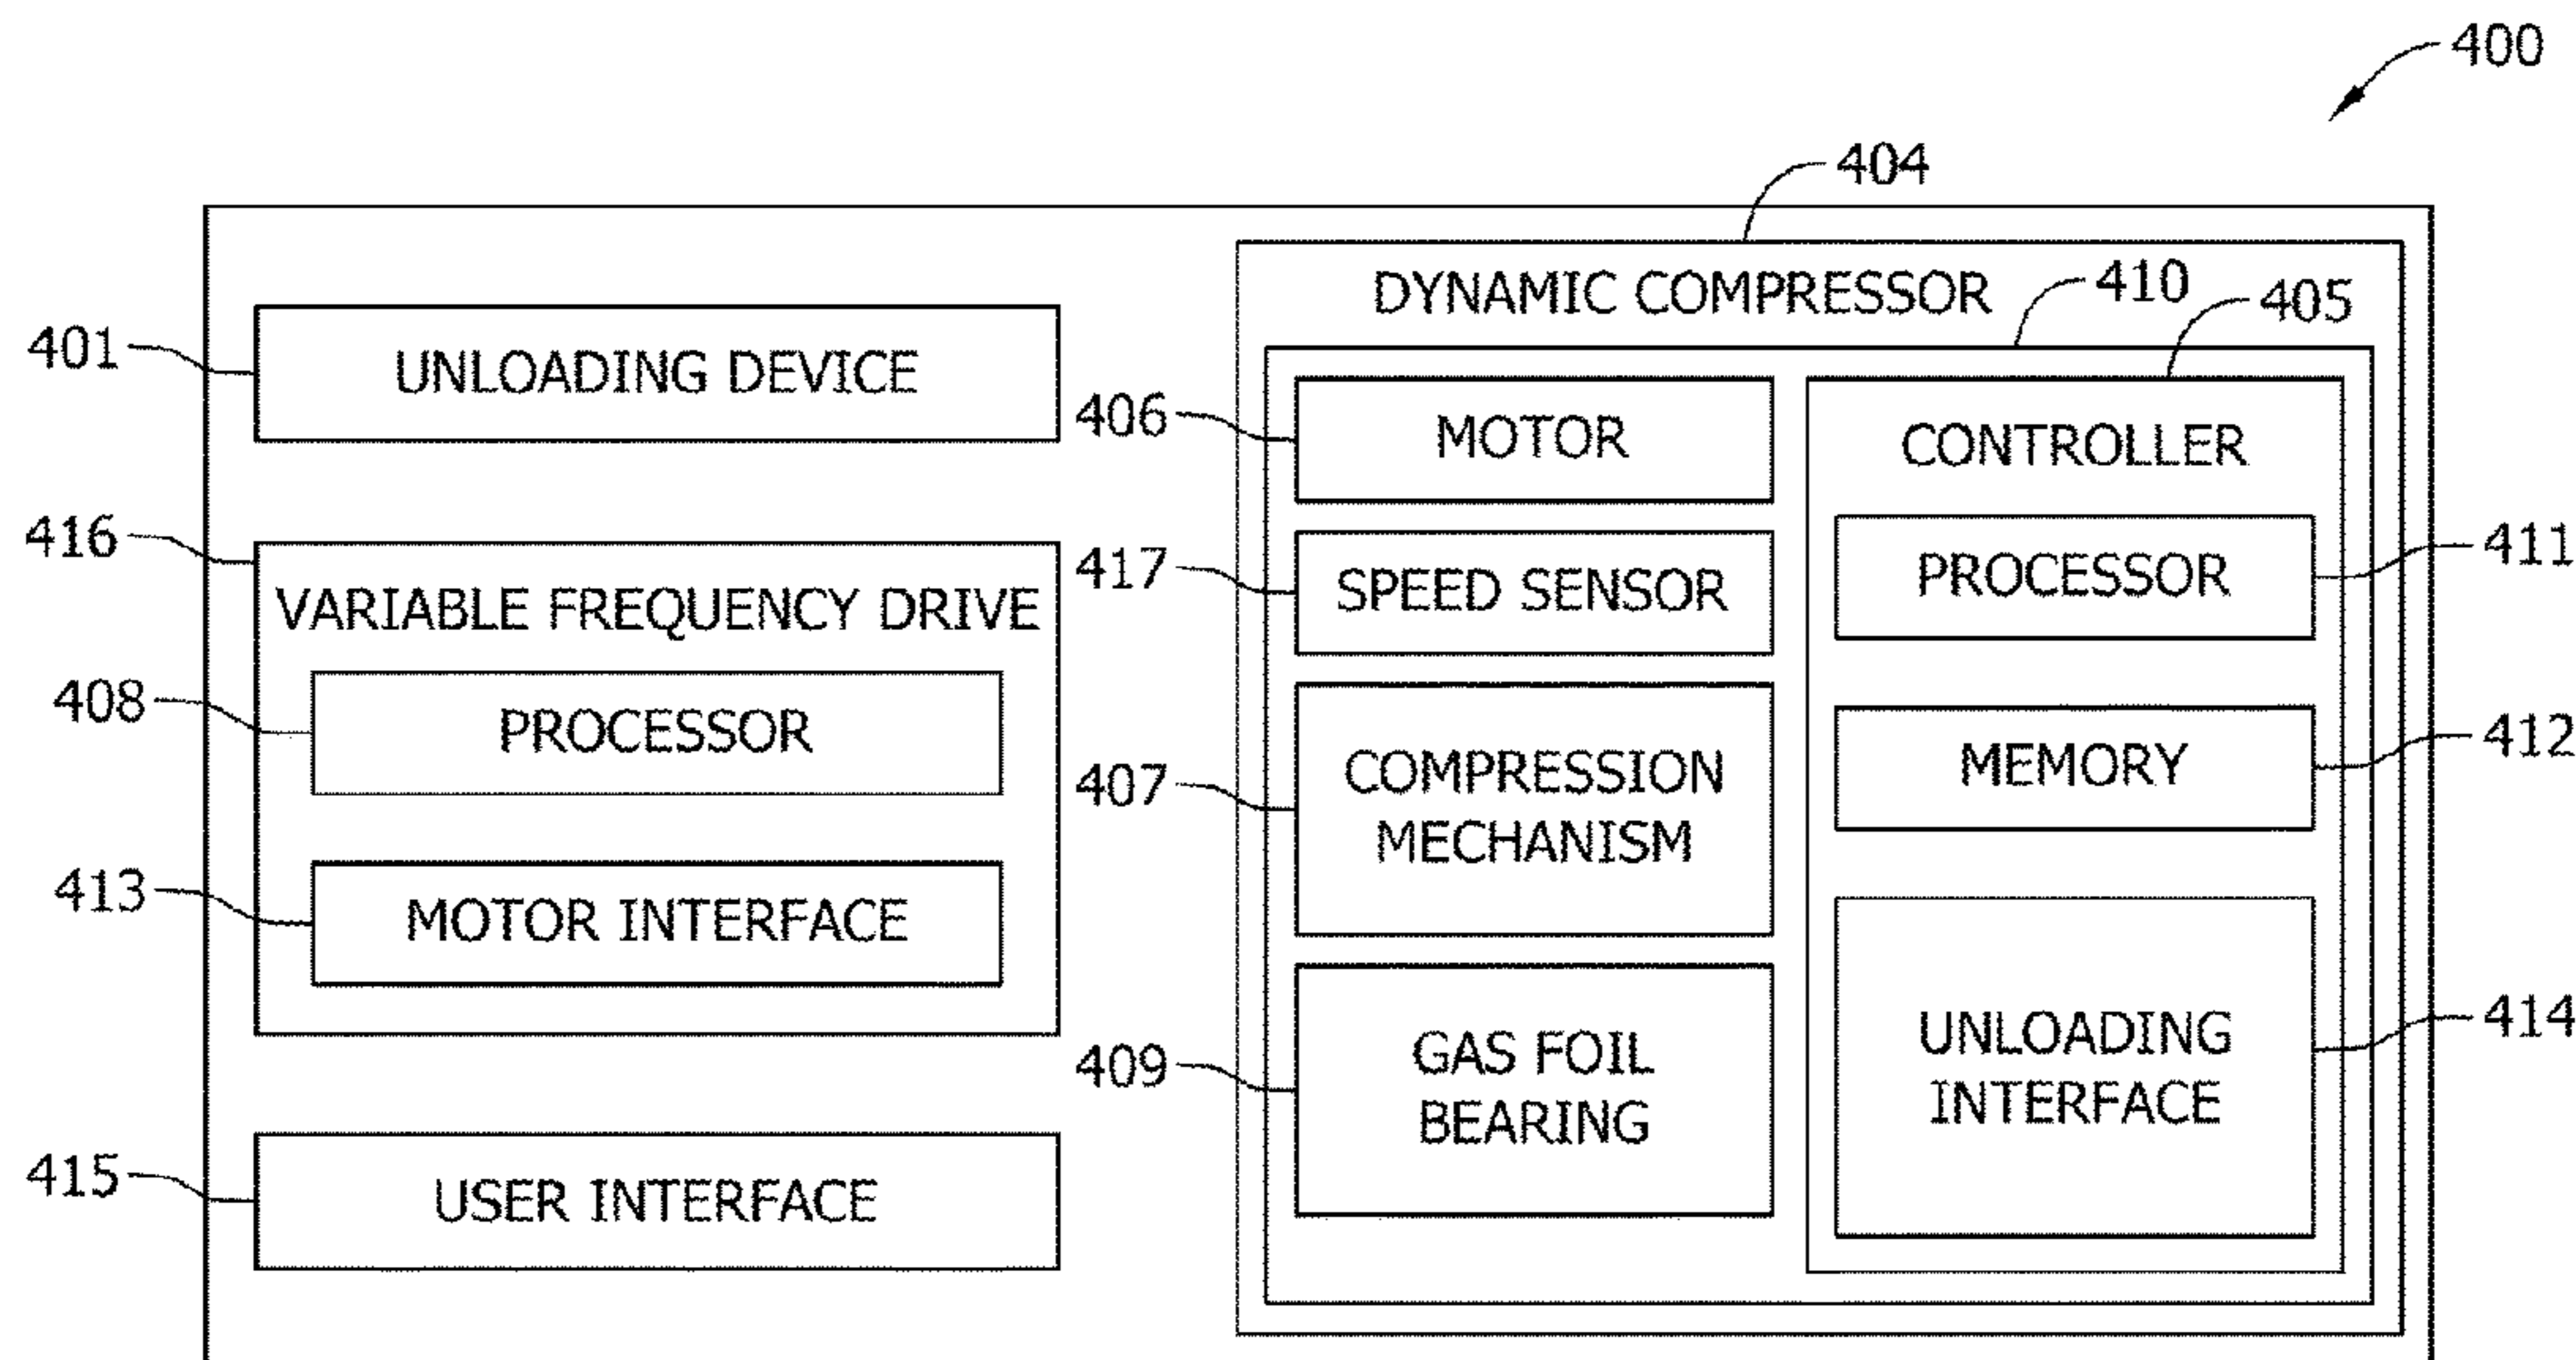 400
404
DYNAMIC COMPRESSOR
410
405
401
UNLOADING DEVICE
406
MOTOR
CONTROLLER
416
VARIABLE FREQUENCY DRIVE
417
SPEED SENSOR
PROCESSOR
411
408
PROCESSOR
407
COMPRESSION
MECHANISM
MEMORY
412
413
MOTOR INTERFACE
409
GAS FOIL
BEARING
UNLOADING
INTERFACE
414
415
USER INTERFACE